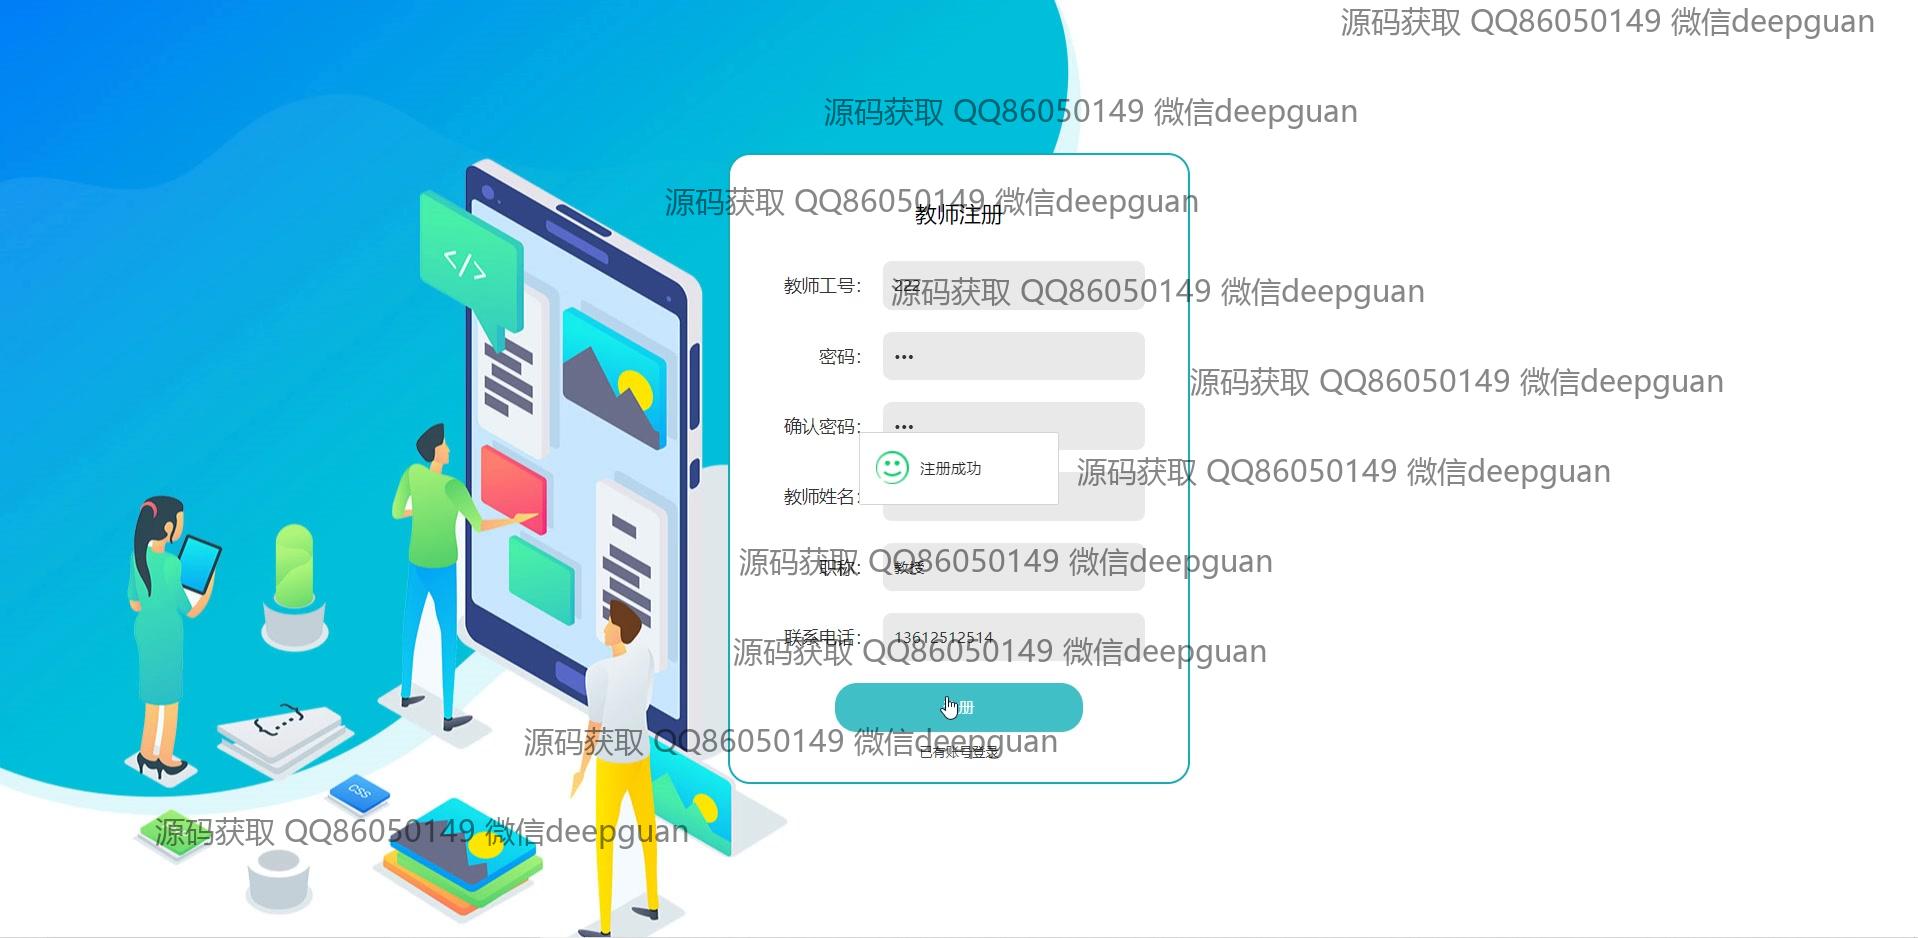 源码获取 QQ86050149 微信deepguan
源码获取 QQ86050149 微信deepguan
源码获取 QQ86050149 微信deepguan
教师注册
</>
教师工号：
222
源码获取 QQ86050149 微信deepguan
密码：
•••
源码获取 QQ86050149 微信deepguan
确认密码：
•••
注册成功
源码获取 QQ86050149 微信deepguan
教师姓名：
源码获取 QQ86050149 微信deepguan
职称：
教授
联系电话：
13612512514
源码获取 QQ86050149 微信deepguan
册
{...}
源码获取 QQ86050149 微信deepguan
已有账号登录
CSS
源码获取 QQ86050149 微信deepguan